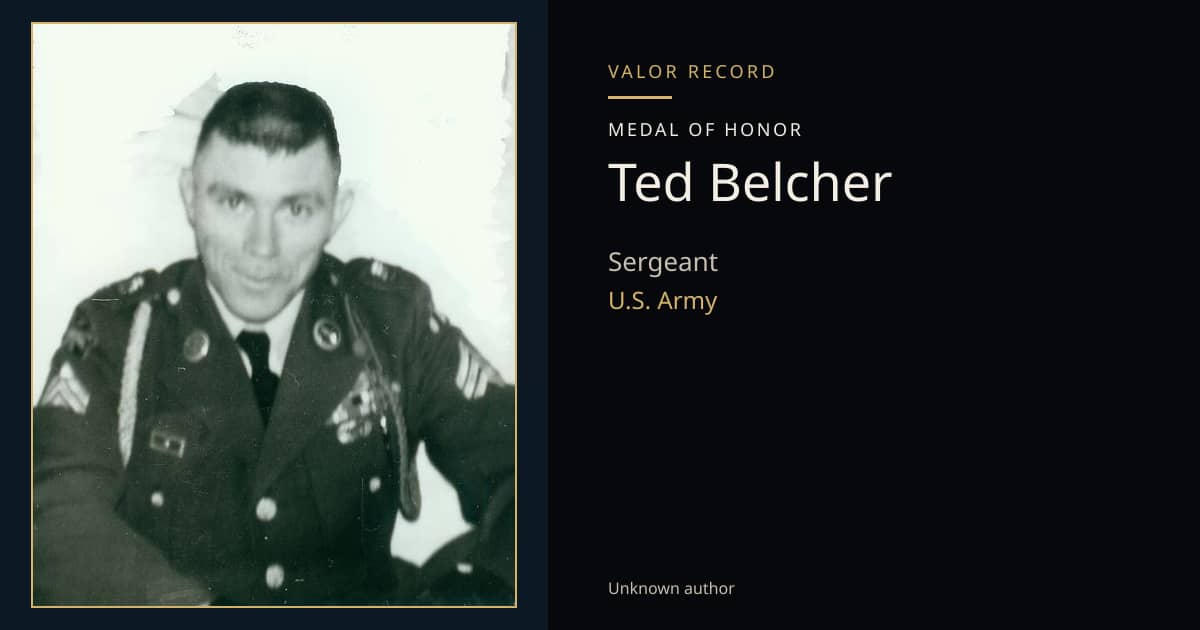 VALOR RECORD
MEDAL OF HONOR
Ted Belcher
Sergeant
U.S. Army
Unknown author